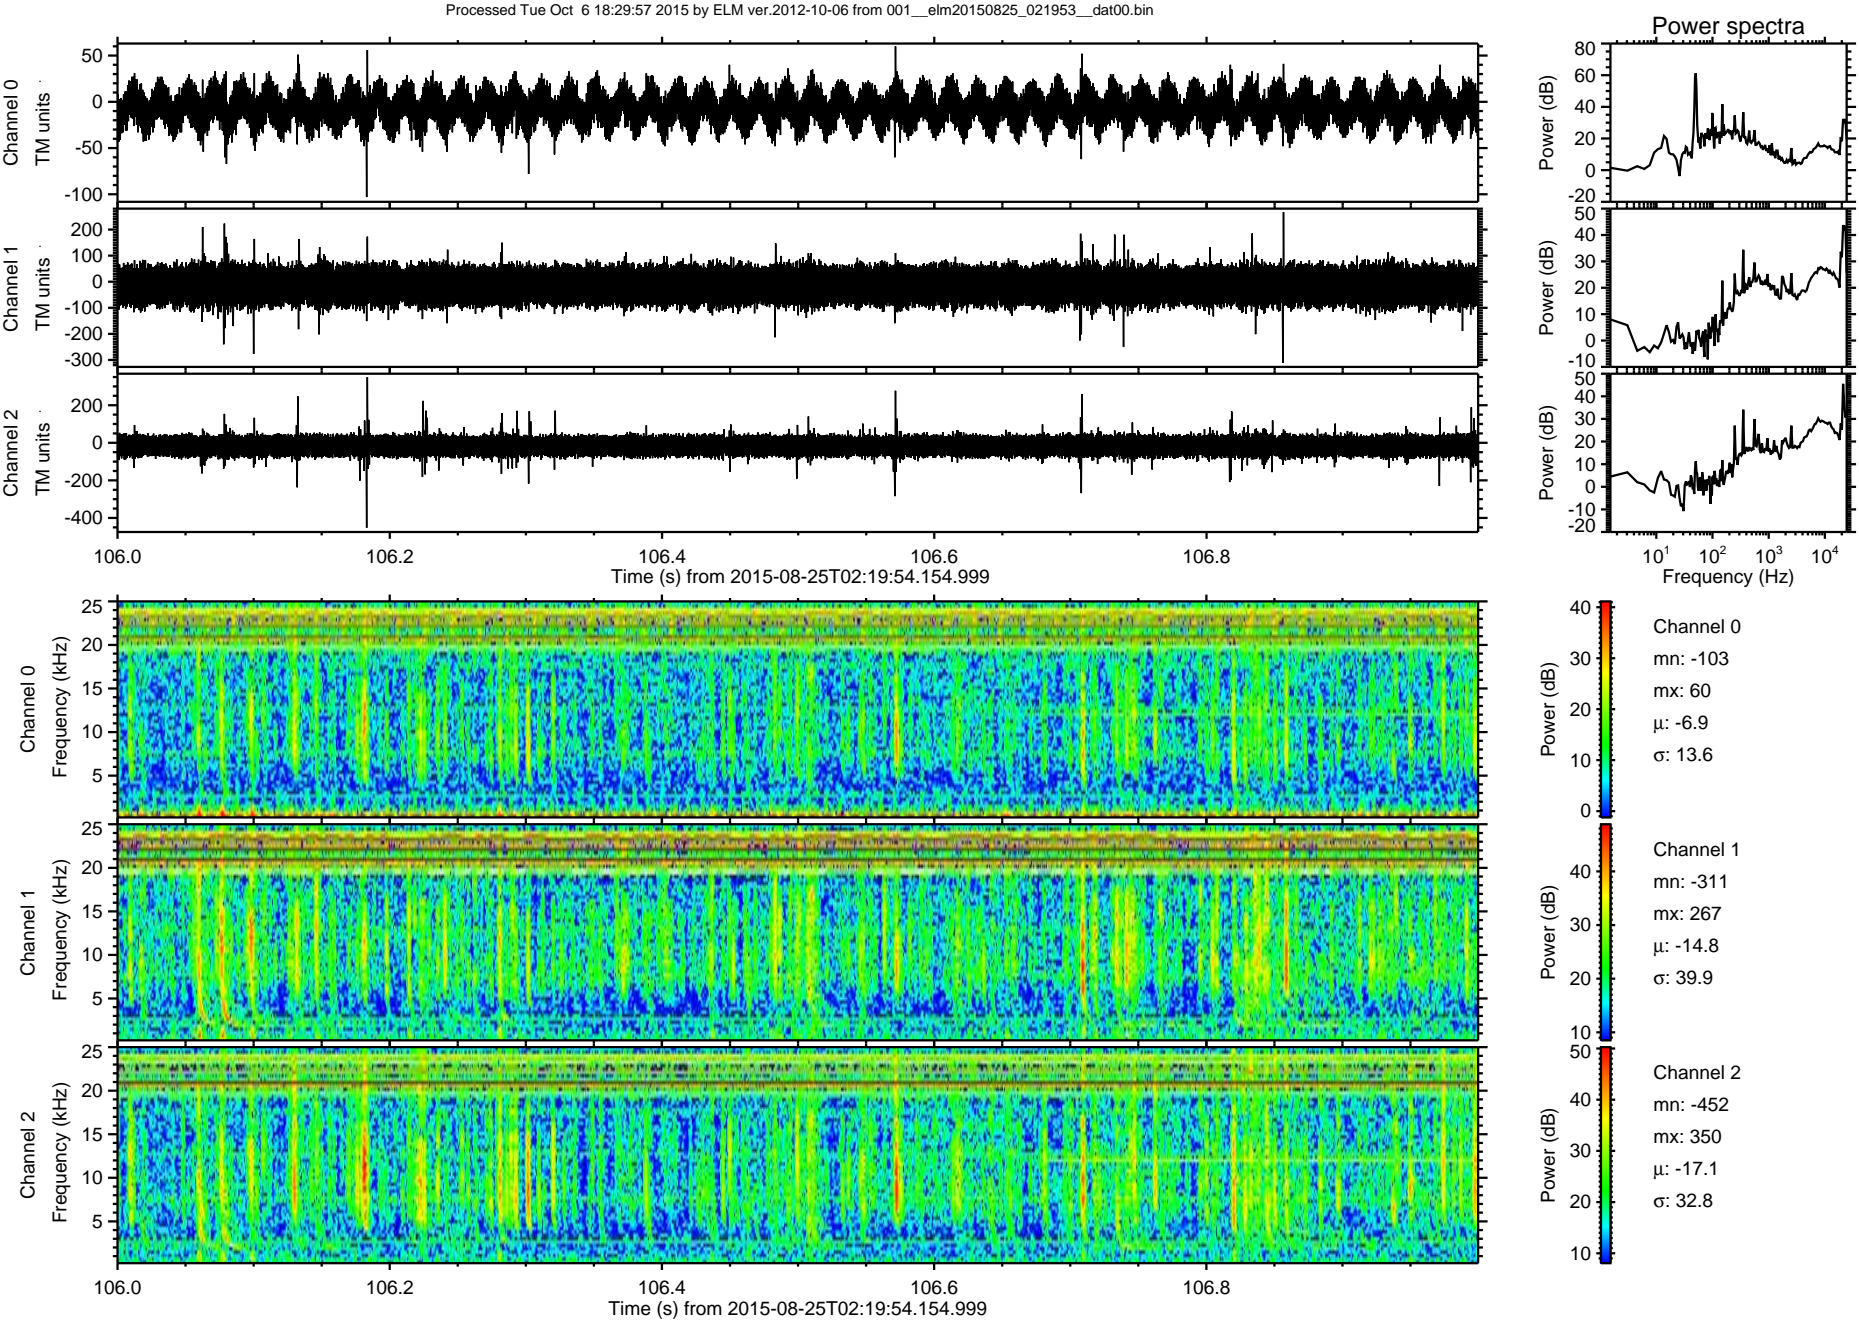 Processed Tue Oct  6 18:29:57 2015 by ELM ver.2012-10-06 from 001__elm20150825_021953__dat00.bin
Power spectra
Channel 0
TM units
50
0
-50
-100
Power (dB)
80
60
40
20
0
-20
Channel 1
TM units
200
100
0
-100
-200
-300
Power (dB)
50
40
30
20
10
0
-10
Channel 2
TM units
200
0
-200
-400
Power (dB)
50
40
30
20
10
0
-10
-20
106.0 106.2 106.4 106.6 106.8
Time (s) from 2015-08-25T02:19:54.154.999
10¹ 10² 10³ 10⁴
Frequency (Hz)
Channel 0
Frequency (kHz)
25
20
15
10
5
Power (dB)
40
30
20
10
0
Channel 0
mn: -103
mx: 60
μ: -6.9
σ: 13.6
Channel 1
Frequency (kHz)
25
20
15
10
5
Power (dB)
40
30
20
10
Channel 1
mn: -311
mx: 267
μ: -14.8
σ: 39.9
Channel 2
Frequency (kHz)
25
20
15
10
5
Power (dB)
50
40
30
20
10
Channel 2
mn: -452
mx: 350
μ: -17.1
σ: 32.8
106.0 106.2 106.4 106.6 106.8
Time (s) from 2015-08-25T02:19:54.154.999